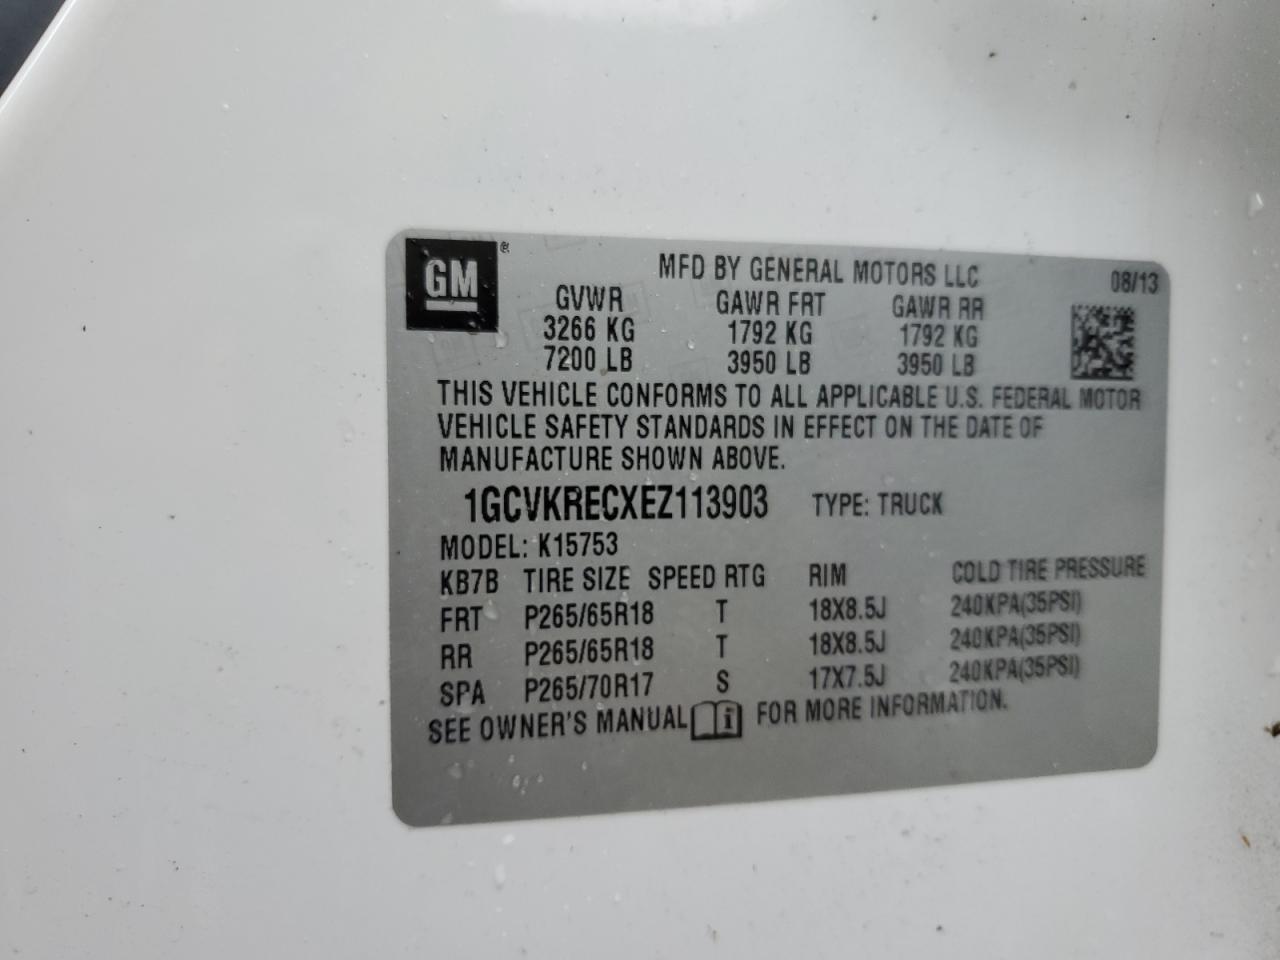 GM ®
MFD BY GENERAL MOTORS LLC 08/13
GVWR GAWR FRT GAWR RR
3266 KG 1792 KG 1792 KG
7200 LB 3950 LB 3950 LB
THIS VEHICLE CONFORMS TO ALL APPLICABLE U.S. FEDERAL MOTOR
VEHICLE SAFETY STANDARDS IN EFFECT ON THE DATE OF
MANUFACTURE SHOWN ABOVE.
1GCVKRECXEZ113903 TYPE: TRUCK
MODEL: K15753
KB7B TIRE SIZE SPEED RTG RIM COLD TIRE PRESSURE
FRT P265/65R18 T 18X8.5J 240KPA(35PSI)
RR P265/65R18 T 18X8.5J 240KPA(35PSI)
SPA P265/70R17 S 17X7.5J 240KPA(35PSI)
SEE OWNER'S MANUAL i FOR MORE INFORMATION.